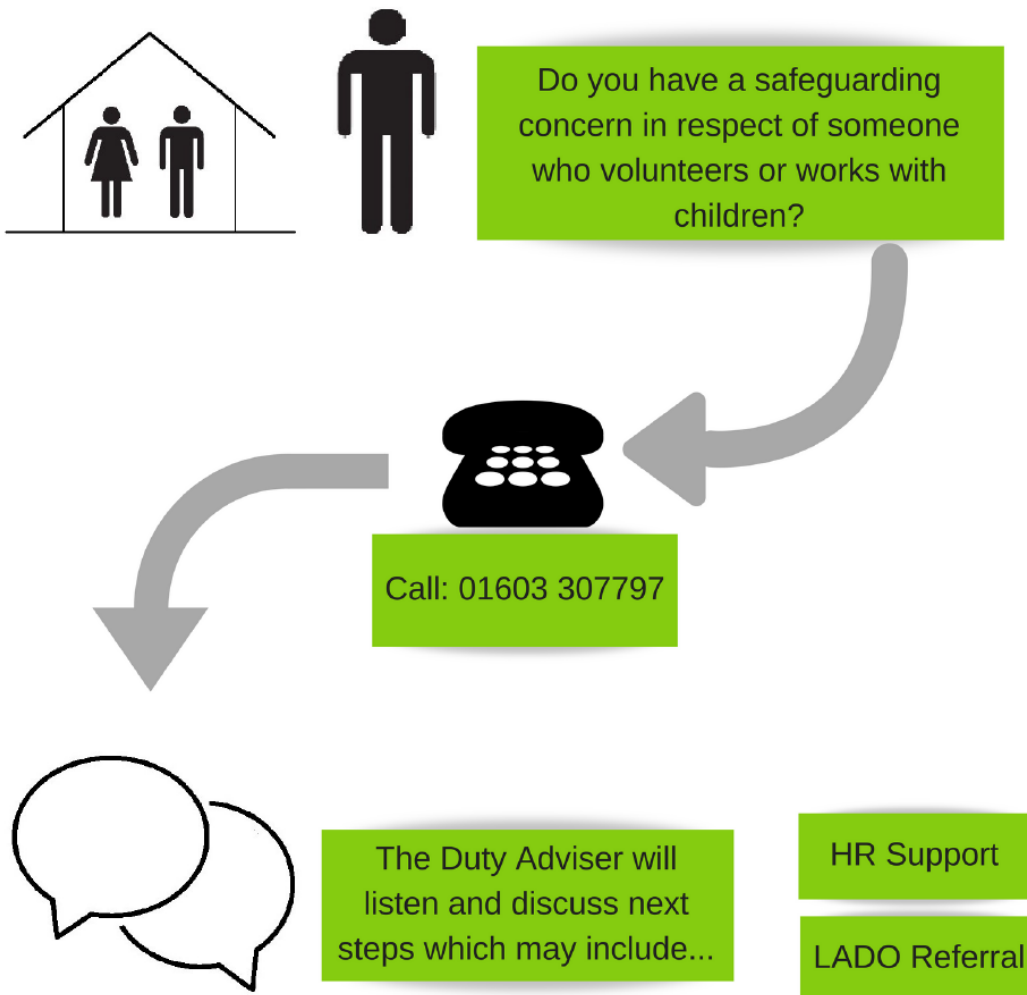 Do you have a safeguarding
concern in respect of someone
who volunteers or works with
children?
Call: 01603 307797
The Duty Adviser will
listen and discuss next
steps which may include...
HR Support
LADO Referral